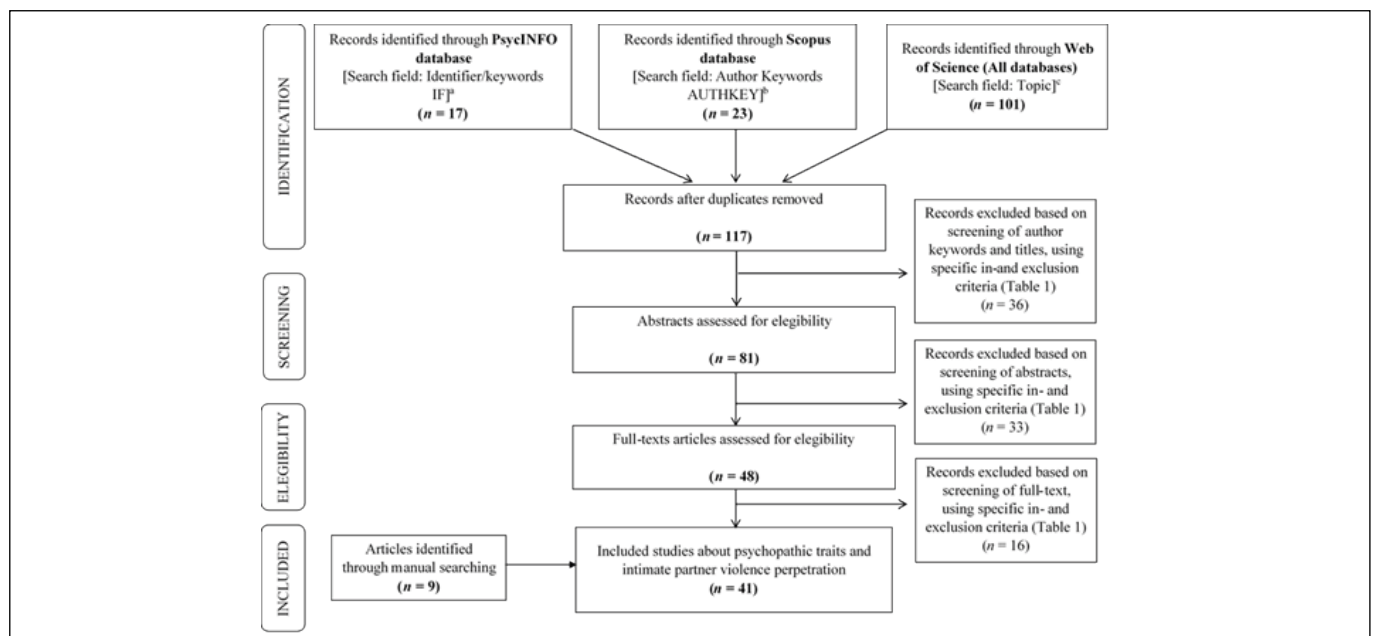 IDENTIFICATION
Records identified through PsycINFO
database
[Search field: Identifier/keywords
IF]a
(n = 17)
Records identified through Scopus
database
[Search field: Author Keywords
AUTHKEY]b
(n = 23)
Records identified through Web
of Science (All databases)
[Search field: Topic]c
(n = 101)
Records after duplicates removed
(n = 117)
Records excluded based on
screening of author
keywords and titles, using
specific in-and exclusion
criteria (Table 1)
(n = 36)
SCREENING
Abstracts assessed for elegibility
(n = 81)
Records excluded based on
screening of abstracts,
using specific in- and
exclusion criteria (Table 1)
(n = 33)
ELEGIBILITY
Full-texts articles assessed for elegibility
(n = 48)
Records excluded based on
screening of full-text,
using specific in- and
exclusion criteria (Table 1)
(n = 16)
INCLUDED
Articles identified
through manual searching
(n = 9)
Included studies about psychopathic traits and
intimate partner violence perpetration
(n = 41)